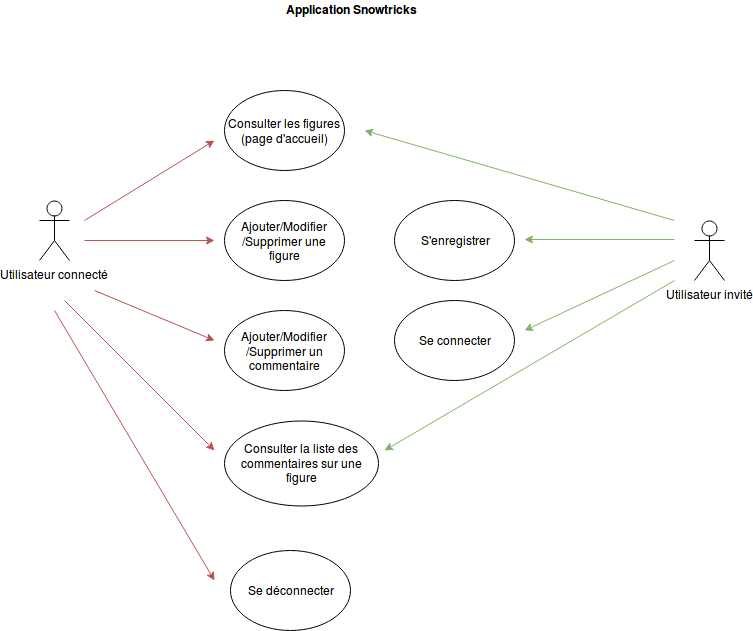 Application Snowtricks
Consulter les figures
(page d'accueil)
Ajouter/Modifier
/Supprimer une
figure
S'enregistrer
Utilisateur connecté
Utilisateur invité
Ajouter/Modifier
/Supprimer un
commentaire
Se connecter
Consulter la liste des
commentaires sur une
figure
Se déconnecter